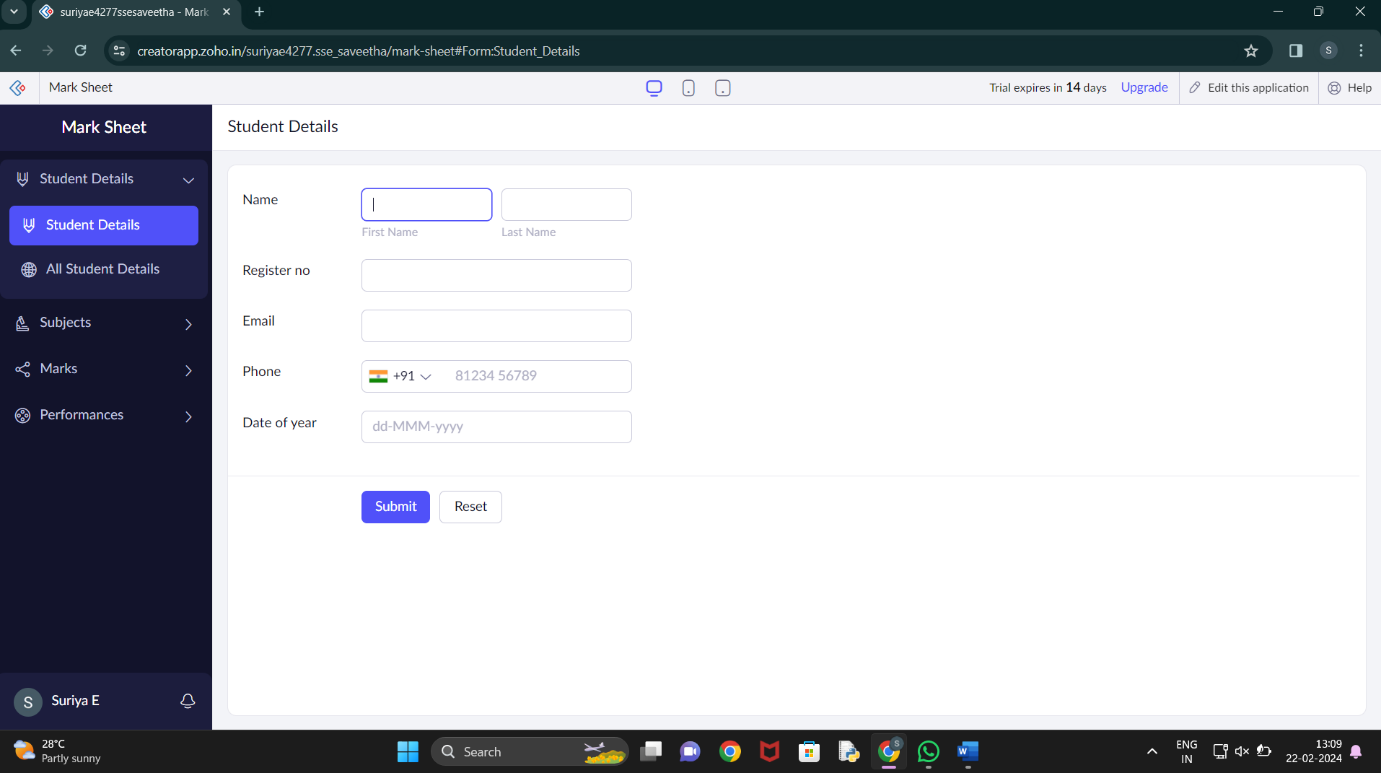 suriyae4277ssesaveetha - Mark
creatorapp.zoho.in/suriyae4277.sse_saveetha/mark-sheet#Form:Student_Details
S
Mark Sheet
Trial expires in 14 days Upgrade Edit this application Help
Mark Sheet
Student Details
Student Details
Student Details
All Student Details
Subjects
Marks
Performances
Name
First Name Last Name
Register no
Email
Phone +91 81234 56789
Date of year dd-MMM-yyyy
Submit Reset
S Suriya E
28°C
Partly sunny
Search
S
W
ENG
IN
13:09
22-02-2024